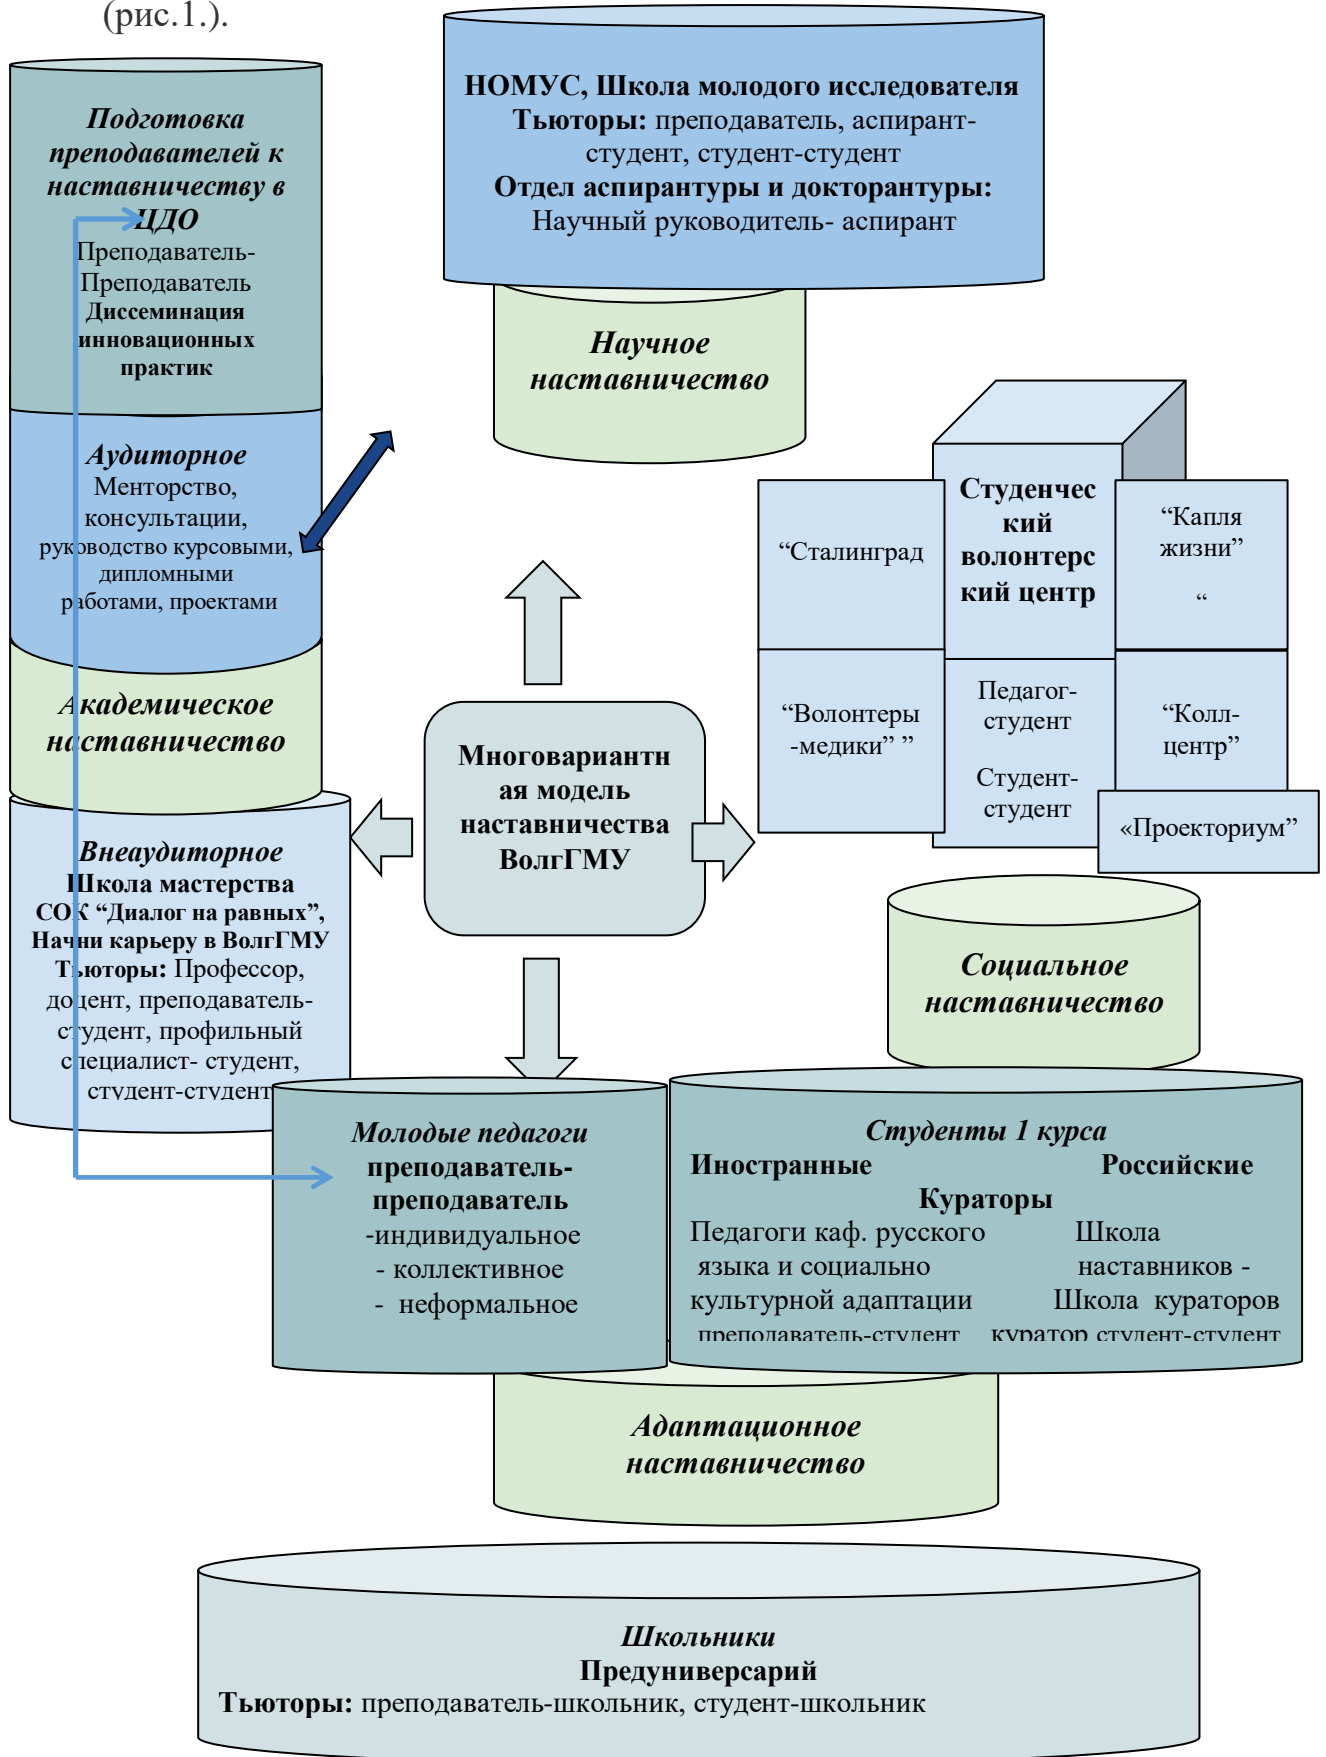 (рис.1.).
НОМУС, Школа молодого исследователя
Тьюторы: преподаватель, аспирант-
студент, студент-студент
Отдел аспирантуры и докторантуры:
Научный руководитель- аспирант
Научное
наставничество
Подготовка
преподавателей к
наставничеству в
ЦДО
Преподаватель-
Преподаватель
Диссеминация
инновационных
практик
Аудиторное
Менторство,
консультации,
руководство курсовыми,
дипломными
работами, проектами
Академическое
наставничество
Внеаудиторное
Школа мастерства
СОК “Диалог на равных”,
Начни карьеру в ВолгГМУ
Тьюторы: Профессор,
доцент, преподаватель-
студент, профильный
специалист- студент,
студент-студент
Многовариантн
ая модель
наставничества
ВолгГМУ
Студенчес
кий
волонтерс
кий центр
“Сталинград
“Капля
жизни”
“
“Волонтеры
-медики” ”
Педагог-
студент
Студент-
студент
“Колл-
центр”
«Проекториум”
Социальное
наставничество
Молодые педагоги
преподаватель-
преподаватель
-индивидуальное
- коллективное
- неформальное
Студенты 1 курса
Иностранные Российские
Кураторы
Педагоги каф. русского Школа
языка и социально наставников -
культурной адаптации Школа кураторов
преподаватель-студент куратор студент-студент
Адаптационное
наставничество
Школьники
Предуниверсарий
Тьюторы: преподаватель-школьник, студент-школьник